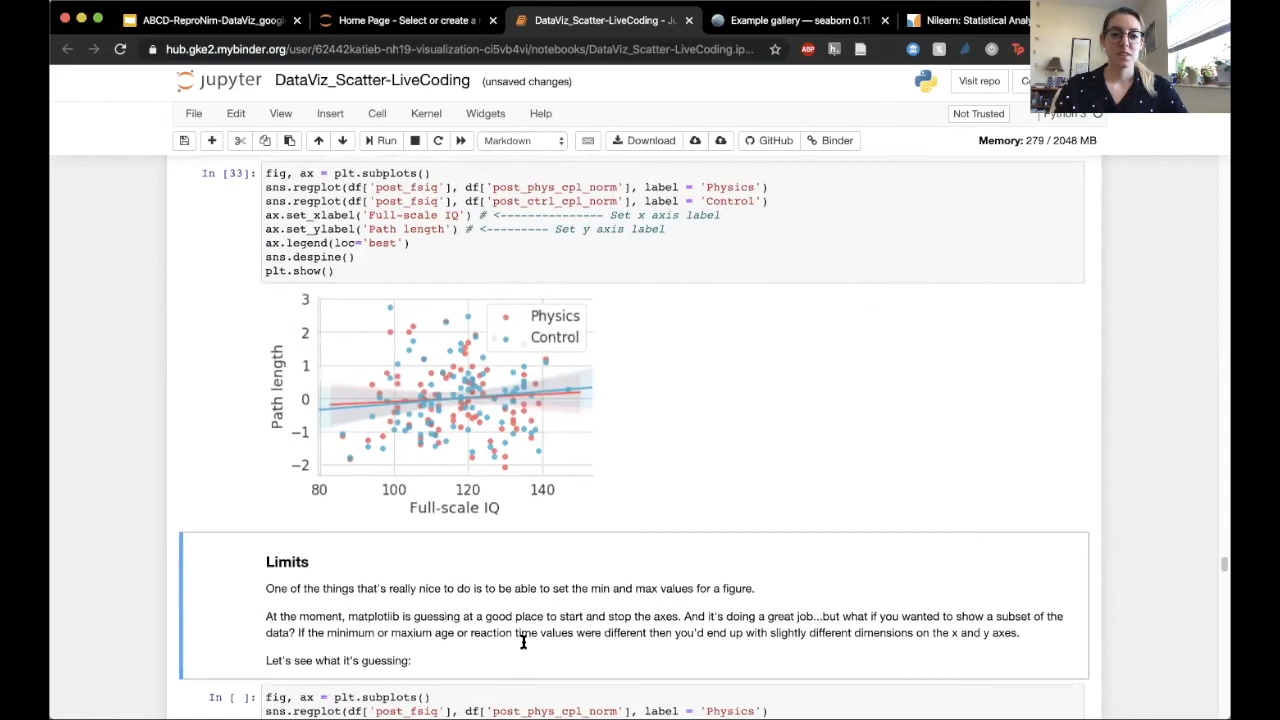 ABCD-ReproNim-DataViz_goog
Home Page - Select or create a
DataViz_Scatter-LiveCoding - Ju
Example gallery — seaborn 0.11.
Nilearn: Statistical Analy
hub.gke2.mybinder.org/user/62442katieb-nh19-visualization-ci5vb4vi/notebooks/DataViz_Scatter-LiveCoding.ip...
ABP
jupyter DataViz_Scatter-LiveCoding (unsaved changes)
Visit repo
File Edit View Insert Cell Kernel Widgets Help
Not Trusted
Python 3
Run Markdown Download GitHub Binder Memory: 279 / 2048 MB
In [33]: fig, ax = plt.subplots()
sns.regplot(df['post_fsiq'], df['post_phys_cpl_norm'], label = 'Physics')
sns.regplot(df['post_fsiq'], df['post_ctrl_cpl_norm'], label = 'Control')
ax.set_xlabel('Full-scale IQ') # <--------------- Set x axis label
ax.set_ylabel('Path length') # <--------- Set y axis label
ax.legend(loc='best')
sns.despine()
plt.show()
3
2
1
0
−1
−2
Path length
Physics
Control
80 100 120 140
Full-scale IQ
Limits
One of the things that's really nice to do is to be able to set the min and max values for a figure.
At the moment, matplotlib is guessing at a good place to start and stop the axes. And it's doing a great job...but what if you wanted to show a subset of the
data? If the minimum or maxium age or reaction time values were different then you'd end up with slightly different dimensions on the x and y axes.
Let's see what it's guessing:
In [ ]: fig, ax = plt.subplots()
sns.regplot(df['post_fsiq'], df['post_phys_cpl_norm'], label = 'Physics')